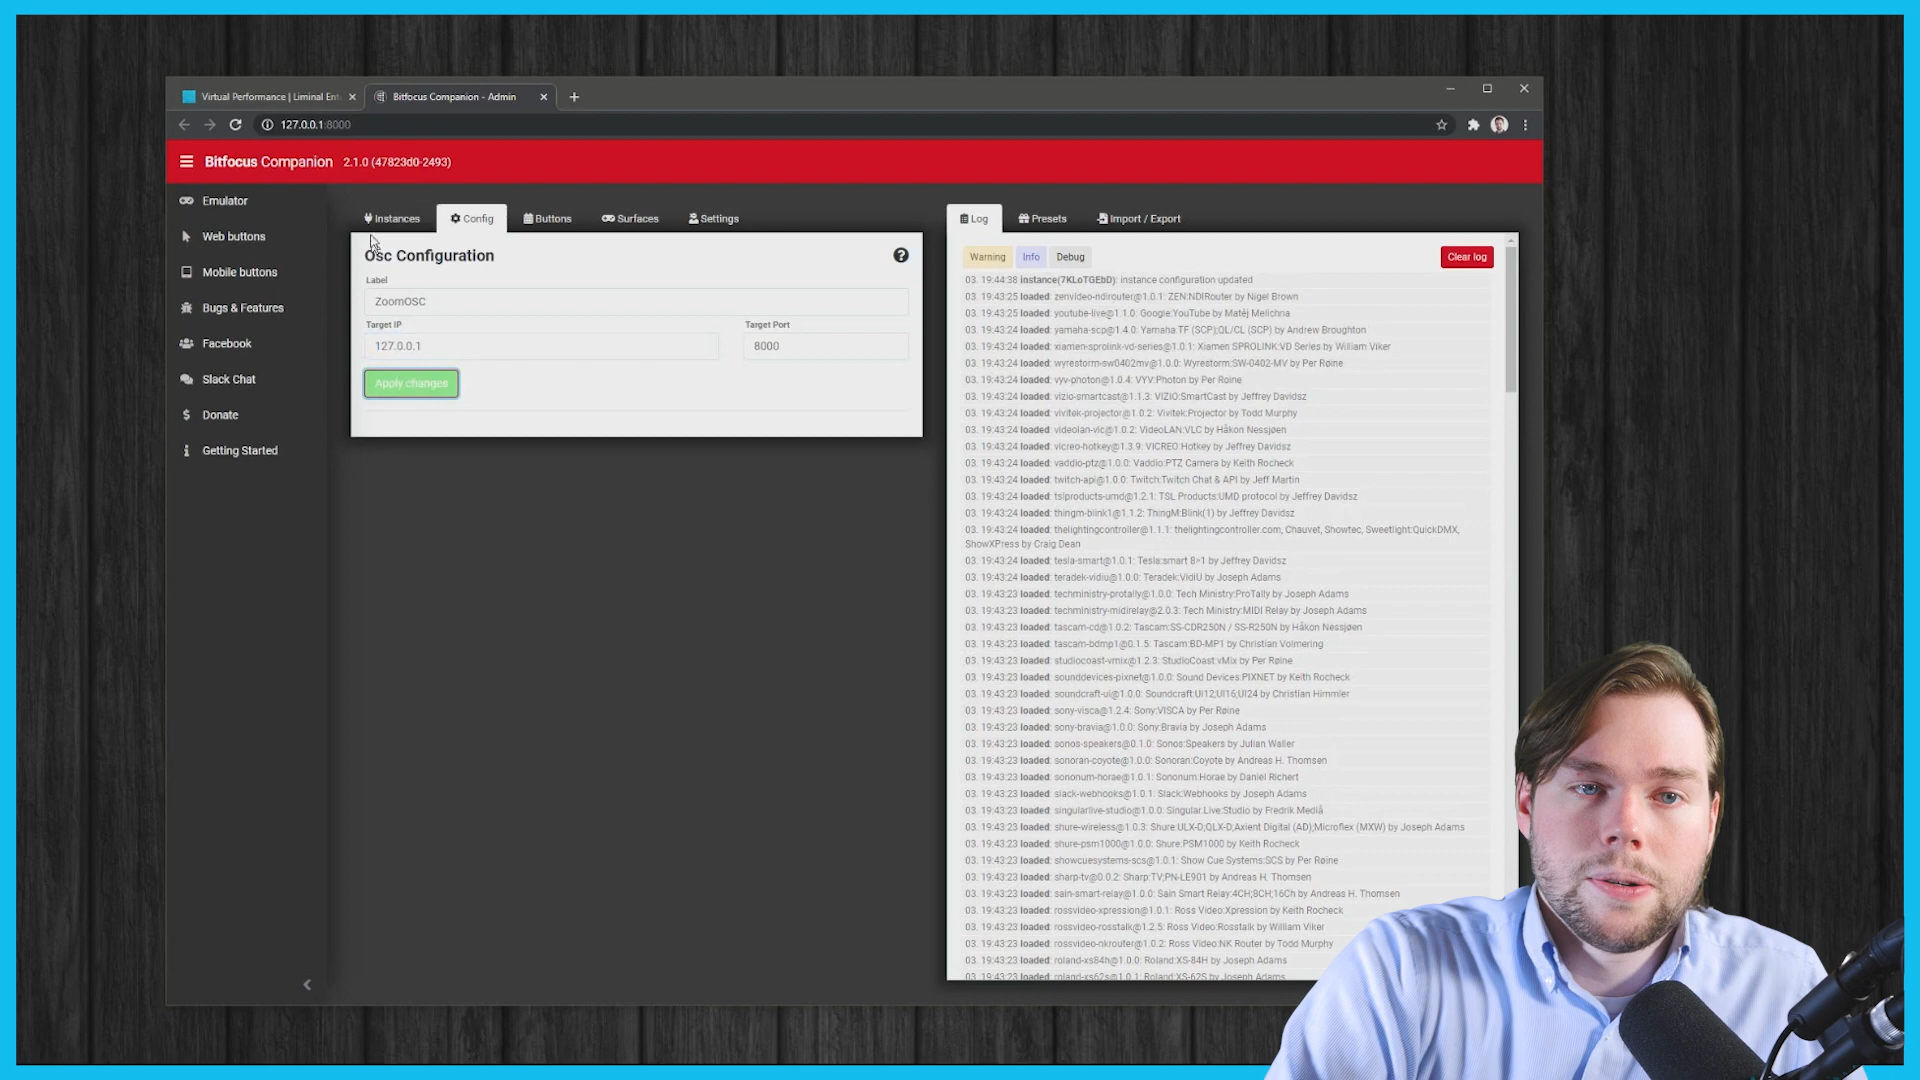 Virtual Performance | Liminal Ent
Bitfocus Companion - Admin
127.0.0.1:8000
Bitfocus Companion 2.1.0 (47823d0-2493)
Emulator
Web buttons
Mobile buttons
Bugs & Features
Facebook
Slack Chat
Donate
Getting Started
Instances Config Buttons Surfaces Settings
Osc Configuration
Label
ZoomOSC
Target IP Target Port
127.0.0.1 8000
Apply changes
Log Presets Import / Export
Warning Info Debug Clear log
03. 19:44:38 instance(7KLoTGEbD): instance configuration updated
03. 19:43:25 loaded: zenvideo-ndirouter@1.0.1: ZEN:NDIRouter by Nigel Brown
03. 19:43:25 loaded: youtube-live@1.1.0: Google:YouTube by Matěj Melichna
03. 19:43:24 loaded: yamaha-scp@1.4.0: Yamaha:TF (SCP);QL/CL (SCP) by Andrew Broughton
03. 19:43:24 loaded: xiamen-sprolink-vd-series@1.0.1: Xiamen SPROLINK:VD Series by William Viker
03. 19:43:24 loaded: wyrestorm-sw0402mv@1.0.0: Wyrestorm:SW-0402-MV by Per Røine
03. 19:43:24 loaded: vyv-photon@1.0.4: VYV:Photon by Per Roine
03. 19:43:24 loaded: vizio-smartcast@1.1.3: VIZIO:SmartCast by Jeffrey Davidsz
03. 19:43:24 loaded: vivitek-projector@1.0.2: Vivitek:Projector by Todd Murphy
03. 19:43:24 loaded: videolan-vlc@1.0.2: VideoLAN:VLC by Håkon Nessjøen
03. 19:43:24 loaded: vicreo-hotkey@1.3.9: VICREO:Hotkey by Jeffrey Davidsz
03. 19:43:24 loaded: vaddio-ptz@1.0.0: Vaddio:PTZ Camera by Keith Rocheck
03. 19:43:24 loaded: twitch-api@1.0.0: Twitch:Twitch Chat & API by Jeff Martin
03. 19:43:24 loaded: tslproducts-umd@1.2.1: TSL Products:UMD protocol by Jeffrey Davidsz
03. 19:43:24 loaded: thingm-blink1@1.1.2: ThingM:Blink(1) by Jeffrey Davidsz
03. 19:43:24 loaded: thelightingcontroller@1.1.1: thelightingcontroller.com, Chauvet, Showtec, Sweetlight:QuickDMX,
ShowXPress by Craig Dean
03. 19:43:24 loaded: tesla-smart@1.0.1: Tesla:smart 8>1 by Jeffrey Davidsz
03. 19:43:24 loaded: teradek-vidiu@1.0.0: Teradek:VidiU by Joseph Adams
03. 19:43:23 loaded: techministry-protally@1.0.0: Tech Ministry:ProTally by Joseph Adams
03. 19:43:23 loaded: techministry-midirelay@2.0.3: Tech Ministry:MIDI Relay by Joseph Adams
03. 19:43:23 loaded: tascam-cd@1.0.2: Tascam:SS-CDR250N / SS-R250N by Håkon Nessjøen
03. 19:43:23 loaded: tascam-bdmp1@0.1.5: Tascam:BD-MP1 by Christian Volmering
03. 19:43:23 loaded: studiocoast-vmix@1.2.3: StudioCoast:vMix by Per Røine
03. 19:43:23 loaded: sounddevices-pixnet@1.0.0: Sound Devices:PIXNET by Keith Rocheck
03. 19:43:23 loaded: soundcraft-ui@1.0.0: Soundcraft:UI12;UI16;UI24 by Christian Himmler
03. 19:43:23 loaded: sony-visca@1.2.4: Sony:VISCA by Per Røine
03. 19:43:23 loaded: sony-bravia@1.0.0: Sony:Bravia by Joseph Adams
03. 19:43:23 loaded: sonos-speakers@0.1.0: Sonos:Speakers by Julian Waller
03. 19:43:23 loaded: sonoran-coyote@1.0.0: Sonoran:Coyote by Andreas H. Thomsen
03. 19:43:23 loaded: sononum-horae@1.0.1: Sononum:Horae by Daniel Richert
03. 19:43:23 loaded: slack-webhooks@1.0.1: Slack:Webhooks by Joseph Adams
03. 19:43:23 loaded: singularlive-studio@1.0.0: Singular.Live:Studio by Fredrik Mediå
03. 19:43:23 loaded: shure-wireless@1.0.3: Shure:ULX-D;QLX-D;Axient Digital (AD);Microflex (MXW) by Joseph Adams
03. 19:43:23 loaded: shure-psm1000@1.0.0: Shure:PSM1000 by Keith Rocheck
03. 19:43:23 loaded: showcuesystems-scs@1.0.1: Show Cue Systems:SCS by Per Røine
03. 19:43:23 loaded: sharp-tv@0.0.2: Sharp:TV;PN-LE901 by Andreas H. Thomsen
03. 19:43:23 loaded: sain-smart-relay@1.0.0: Sain Smart Relay:4CH;8CH;16Ch by Andreas H. Thomsen
03. 19:43:23 loaded: rossvideo-xpression@1.0.1: Ross Video:Xpression by Keith Rocheck
03. 19:43:23 loaded: rossvideo-rosstalk@1.2.5: Ross Video:Rosstalk by William Viker
03. 19:43:23 loaded: rossvideo-nkrouter@1.0.2: Ross Video:NK Router by Todd Murphy
03. 19:43:23 loaded: roland-xs84h@1.0.0: Roland:XS-84H by Joseph Adams
03. 19:43:23 loaded: roland-xs62s@1.0.1: Roland:XS-62S by Joseph Adams